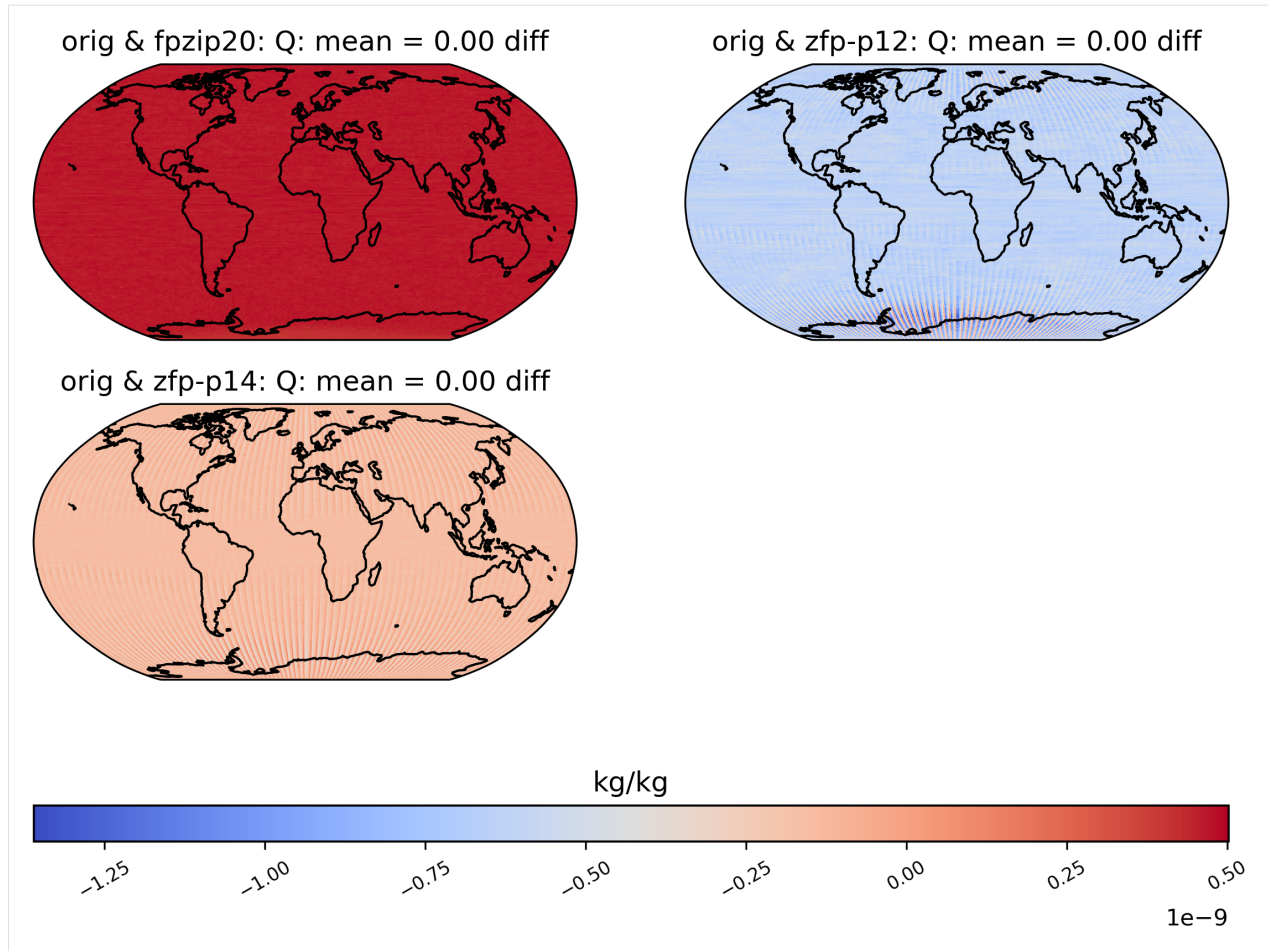 orig & fpzip20: Q: mean = 0.00 diff
orig & zfp-p12: Q: mean = 0.00 diff
orig & zfp-p14: Q: mean = 0.00 diff
kg/kg
−1.25 −1.00 −0.75 −0.50 −0.25 0.00 0.25 0.50
1e−9